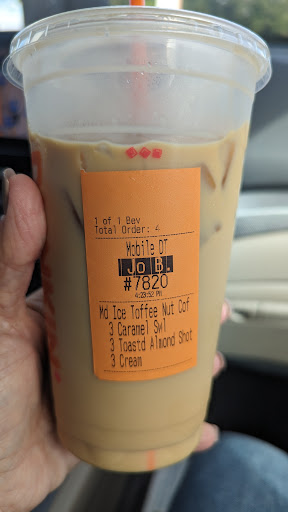 1 of 1 Bev
Total Order: 4
Mobile DT
Jo B.
#7820
4:23:52 PM
Md Ice Toffee Nut Cof
3 Caramel Swl
3 Toastd Almond Shot
3 Cream